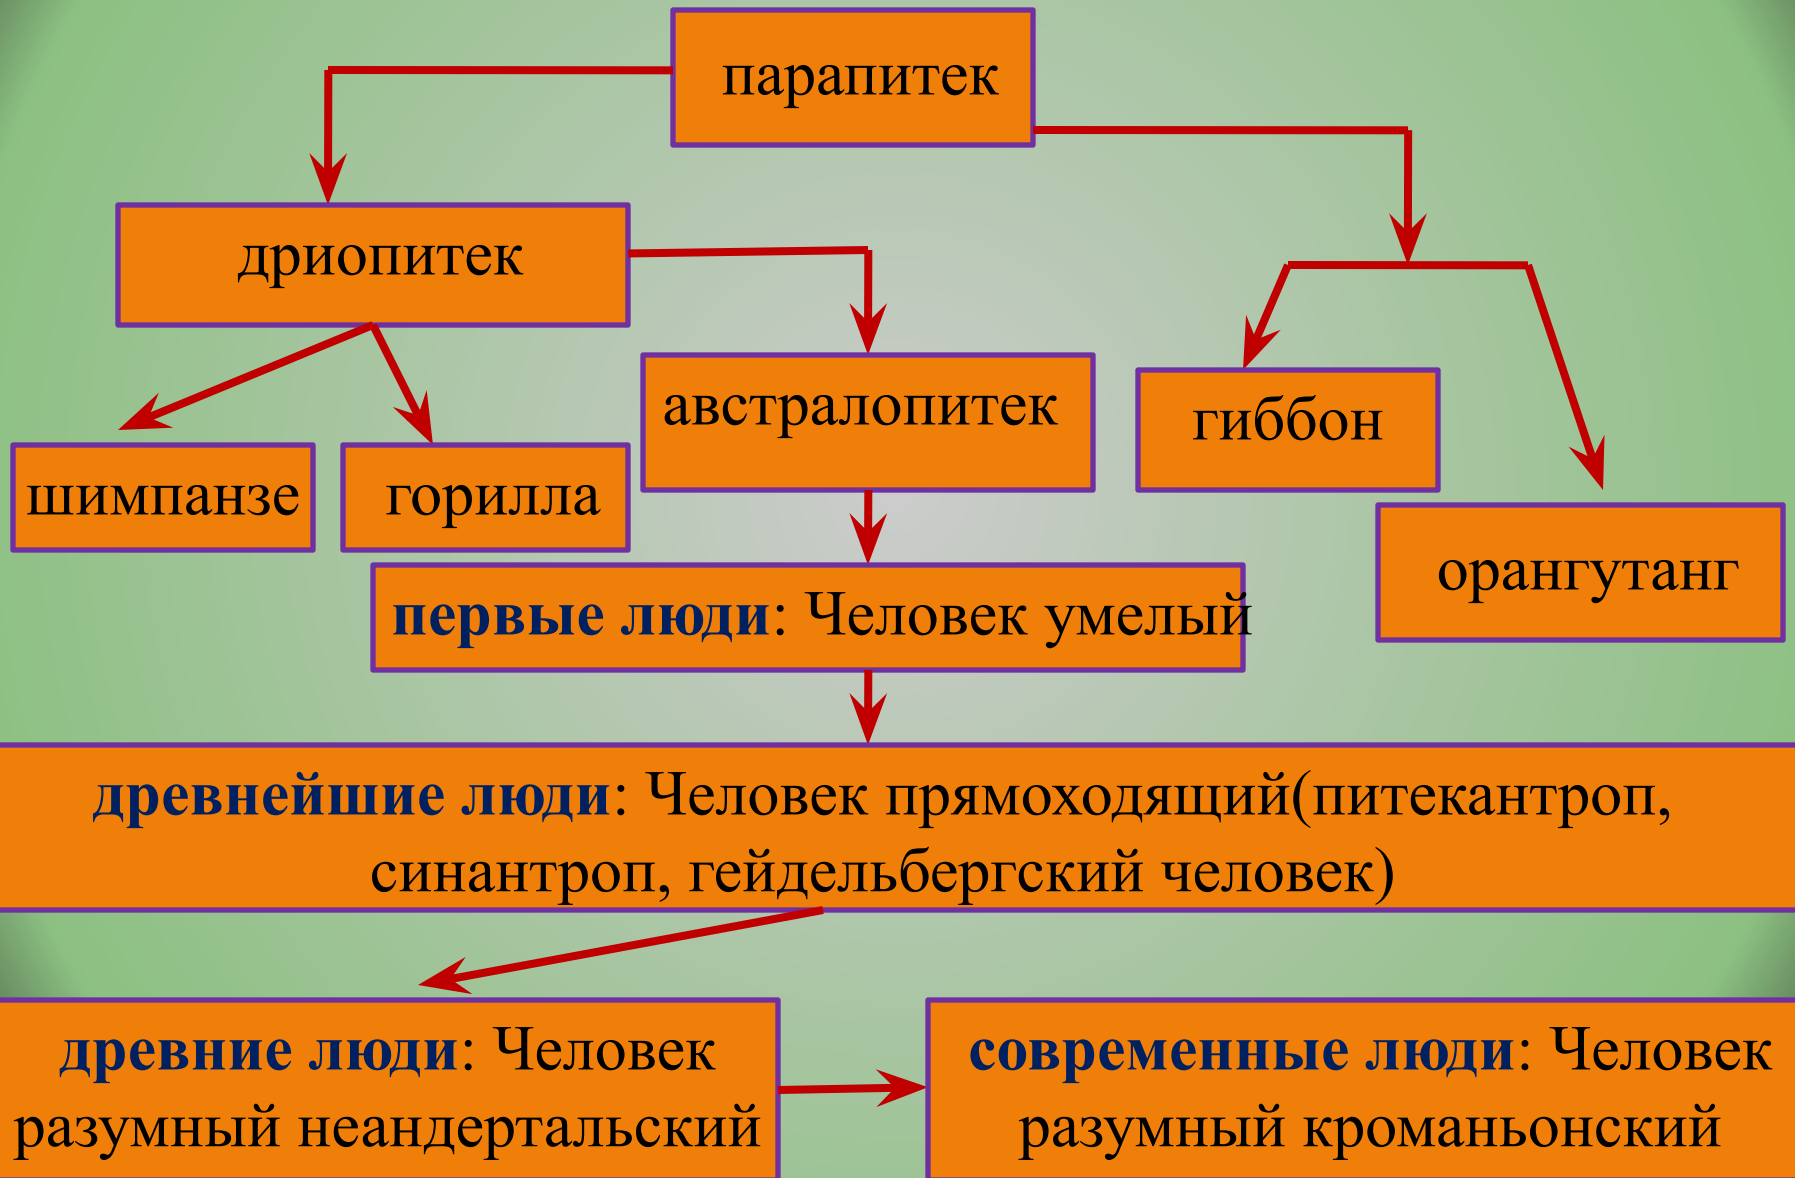 парапитек
дриопитек
австралопитек
гиббон
шимпанзе
горилла
орангутанг
первые люди: Человек умелый
древнейшие люди: Человек прямоходящий(питекантроп,
синантроп, гейдельбергский человек)
древние люди: Человек
разумный неандертальский
современные люди: Человек
разумный кроманьонский